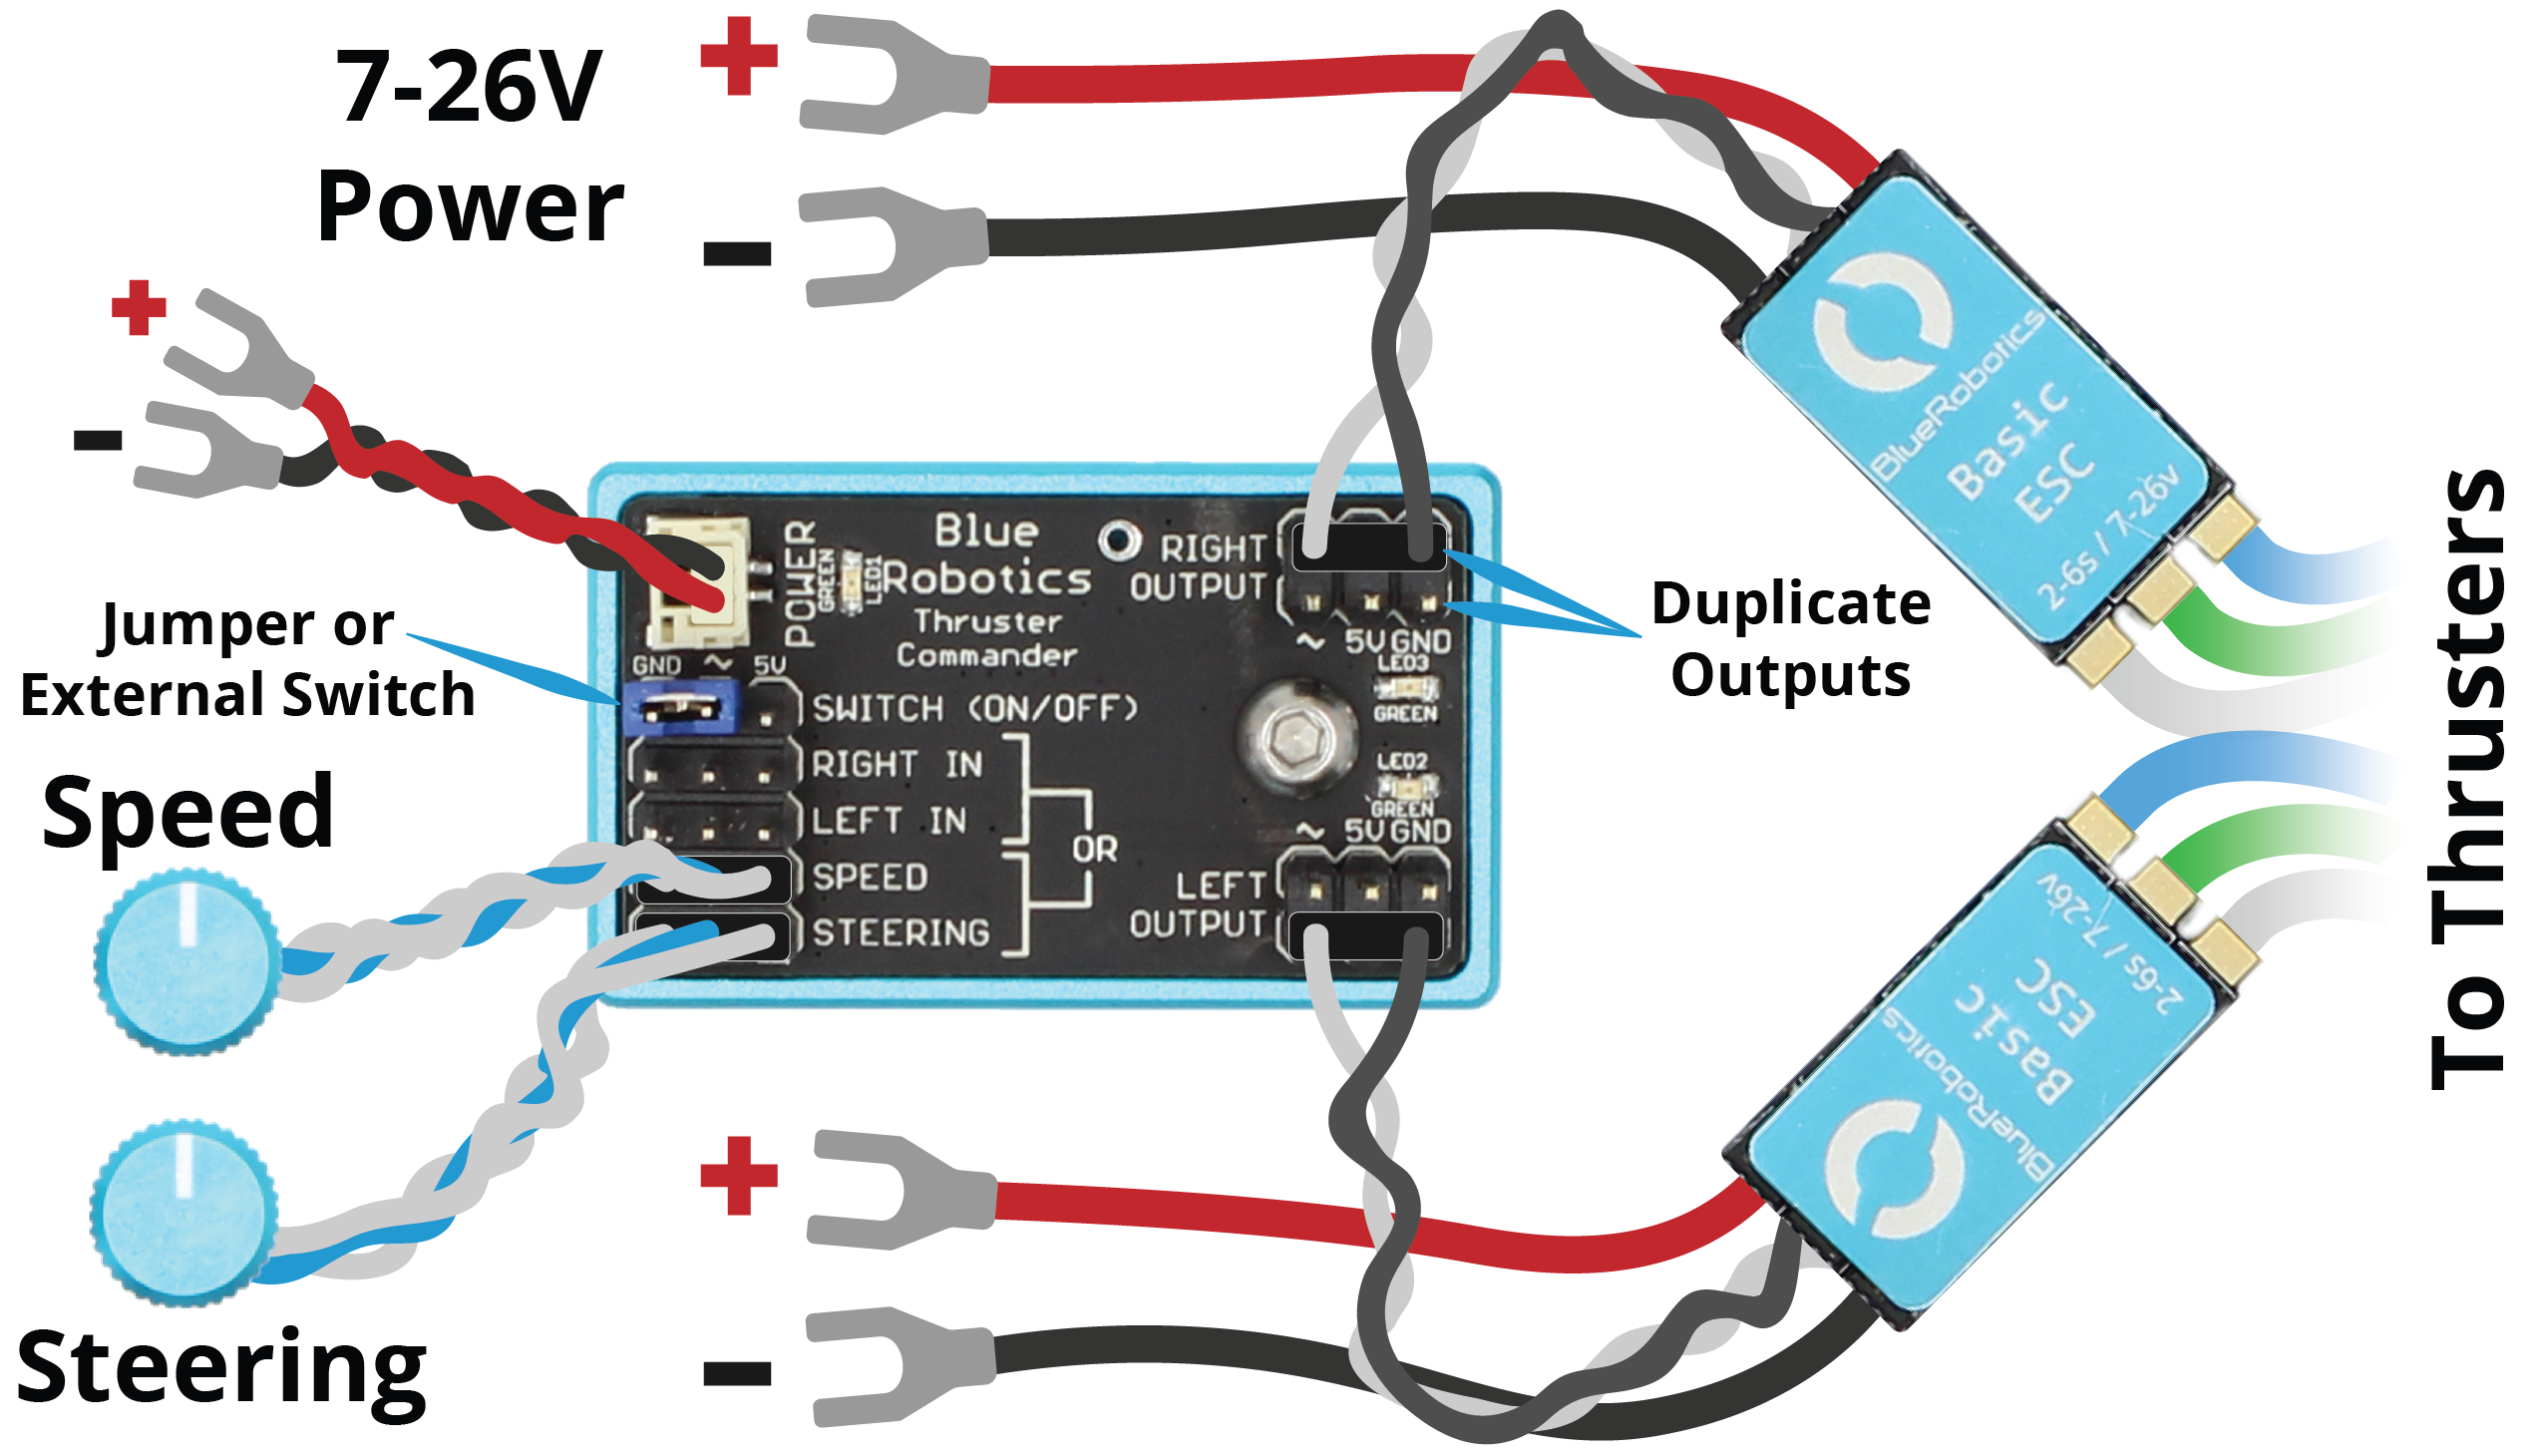 7-26V
Power
+
-
+
-
Jumper or
External Switch
Speed
Steering
POWER
GREEN
LED1
Blue
Robotics
Thruster
Commander
GND ~ 5V
SWITCH (ON/OFF)
RIGHT IN
LEFT IN
SPEED
STEERING
OR
RIGHT
OUTPUT
~ 5V GND
LED3
GREEN
LED2
GREEN
~ 5V GND
LEFT
OUTPUT
Duplicate
Outputs
BlueRobotics
Basic
ESC
2-6s / 7-26v
BlueRobotics
Basic
ESC
2-6s / 7-26v
+
-
To Thrusters